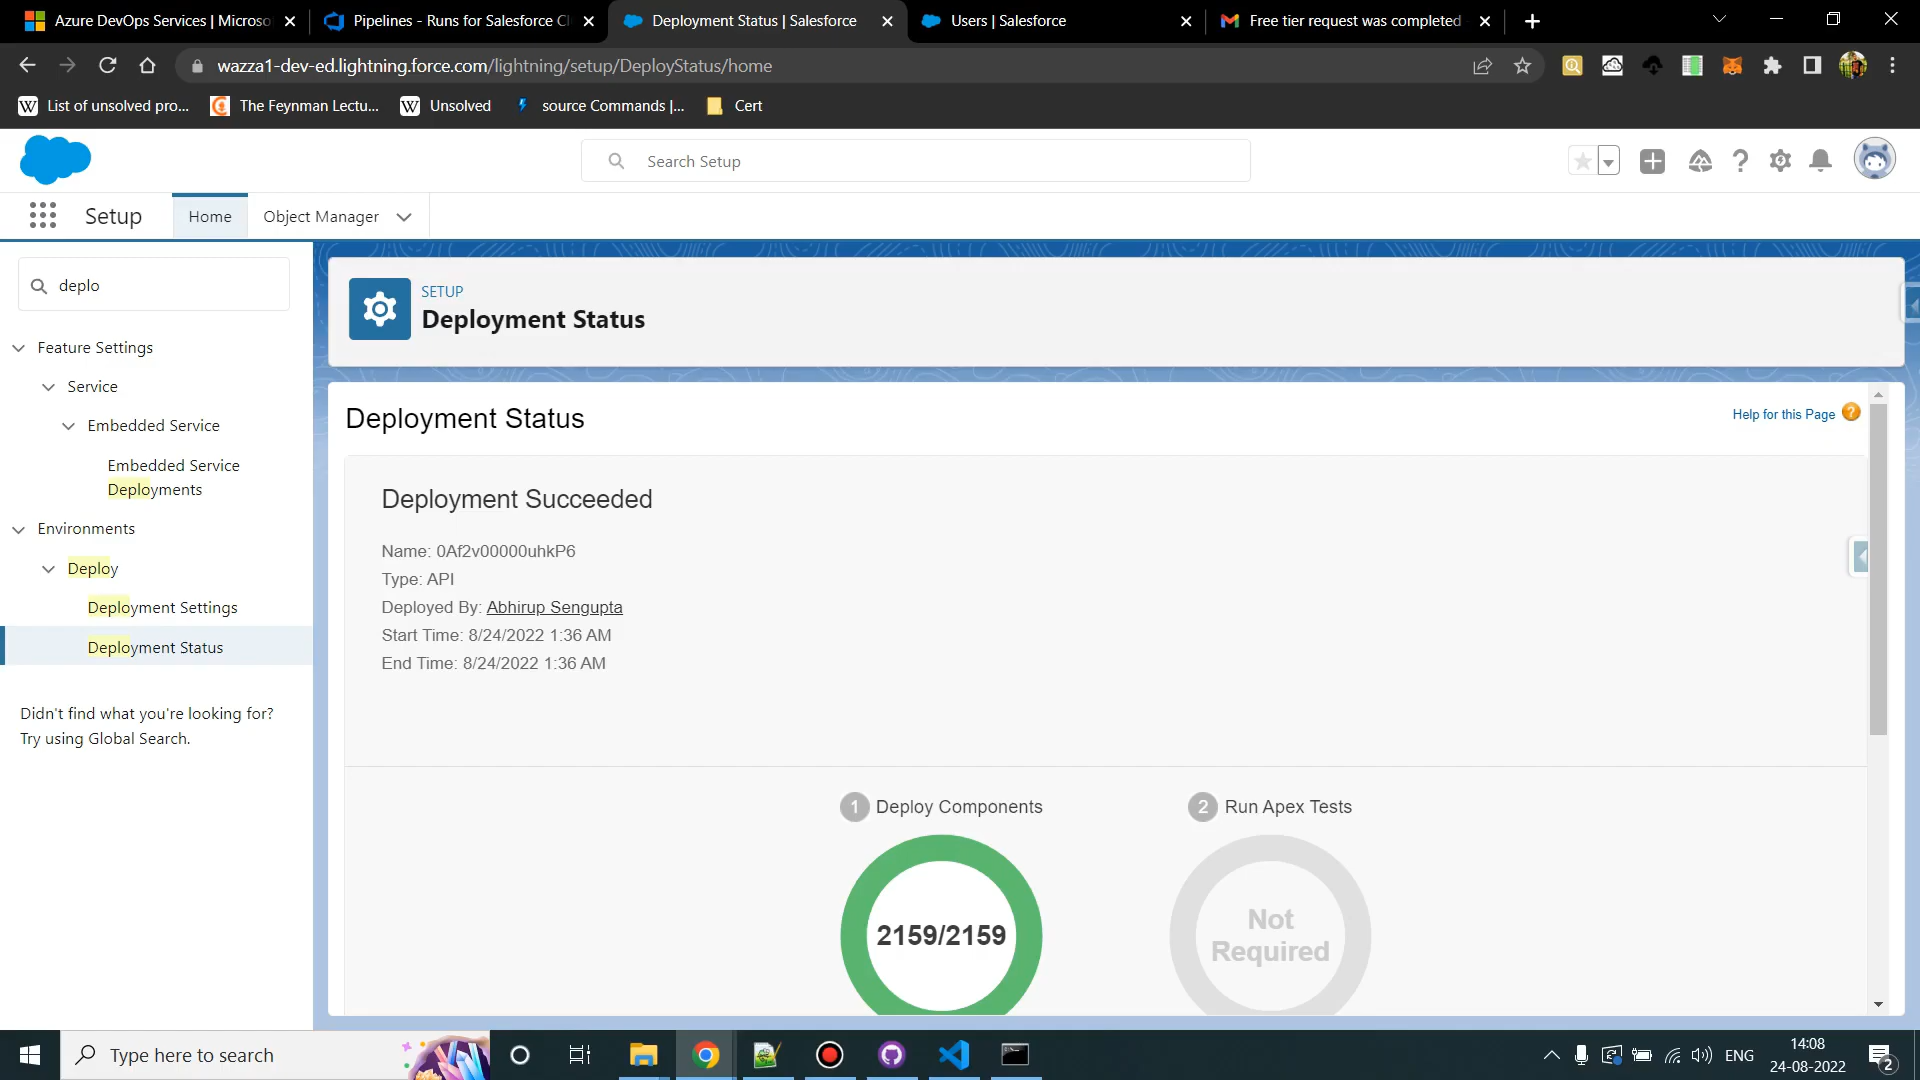 Azure DevOps Services | Microso
Pipelines - Runs for Salesforce C
Deployment Status | Salesforce
Users | Salesforce
Free tier request was completed
wazza1-dev-ed.lightning.force.com/lightning/setup/DeployStatus/home
List of unsolved pro...
The Feynman Lectu...
Unsolved
source Commands |...
Cert
Search Setup
Setup
Home
Object Manager
deplo
Feature Settings
Service
Embedded Service
Embedded Service
Deployments
Environments
Deploy
Deployment Settings
Deployment Status
Didn't find what you're looking for?
Try using Global Search.
SETUP
Deployment Status
Deployment Status
Help for this Page
Deployment Succeeded
Name: 0Af2v00000uhkP6
Type: API
Deployed By: Abhirup Sengupta
Start Time: 8/24/2022 1:36 AM
End Time: 8/24/2022 1:36 AM
1 Deploy Components
2159/2159
2 Run Apex Tests
Not
Required
Type here to search
ENG
14:08
24-08-2022
2